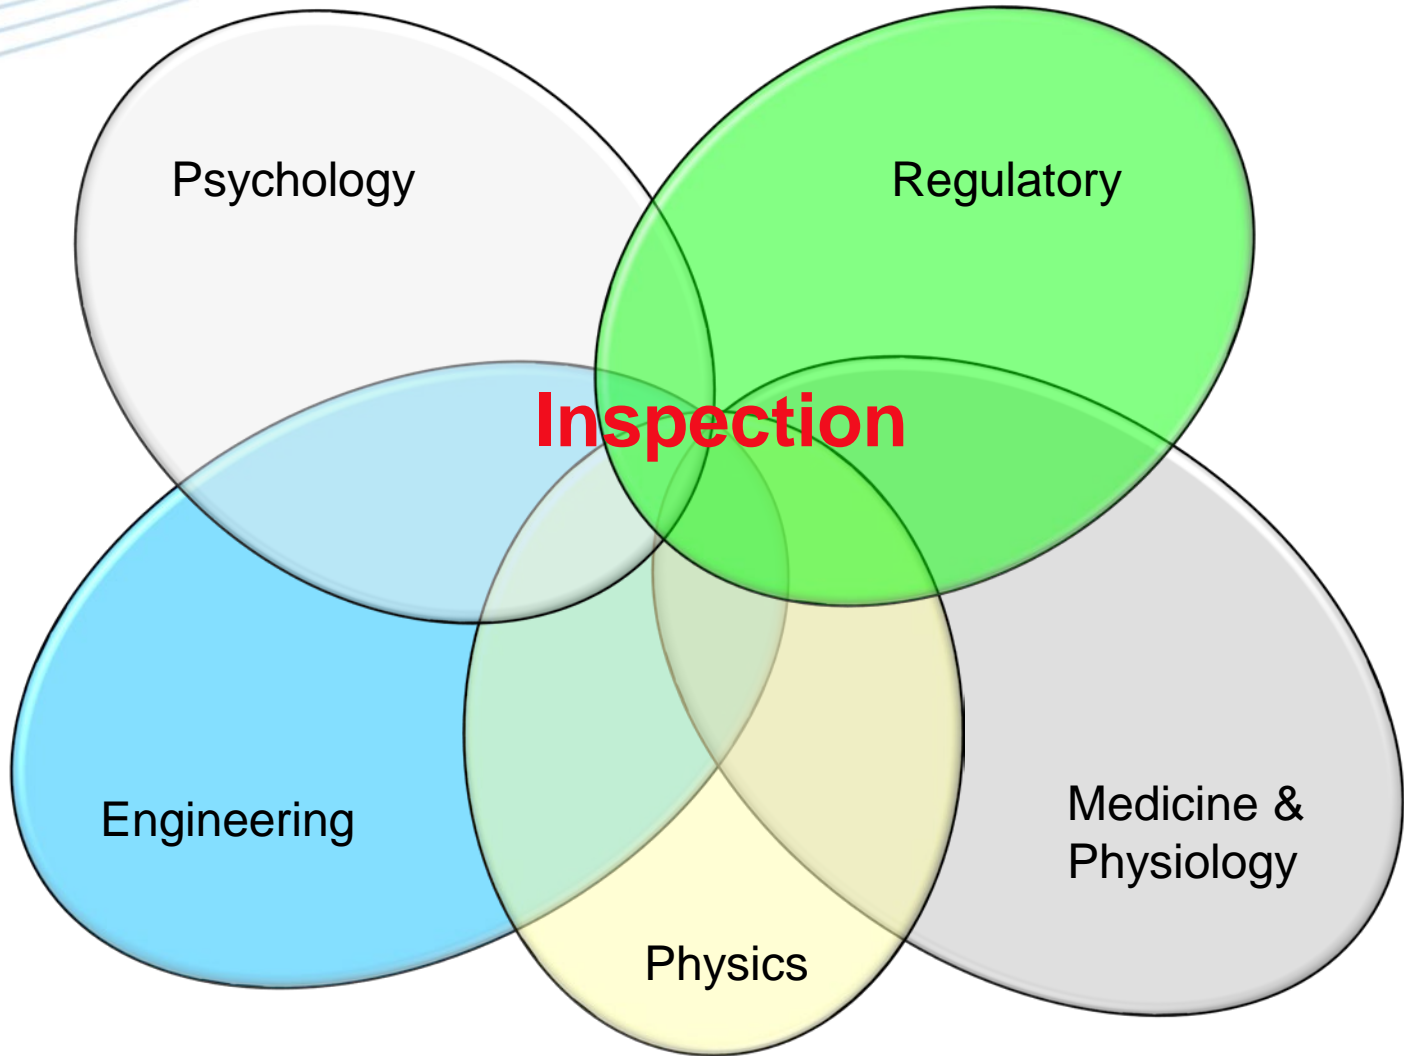 Psychology
Regulatory
Inspection
Engineering
Medicine &
Physiology
Physics